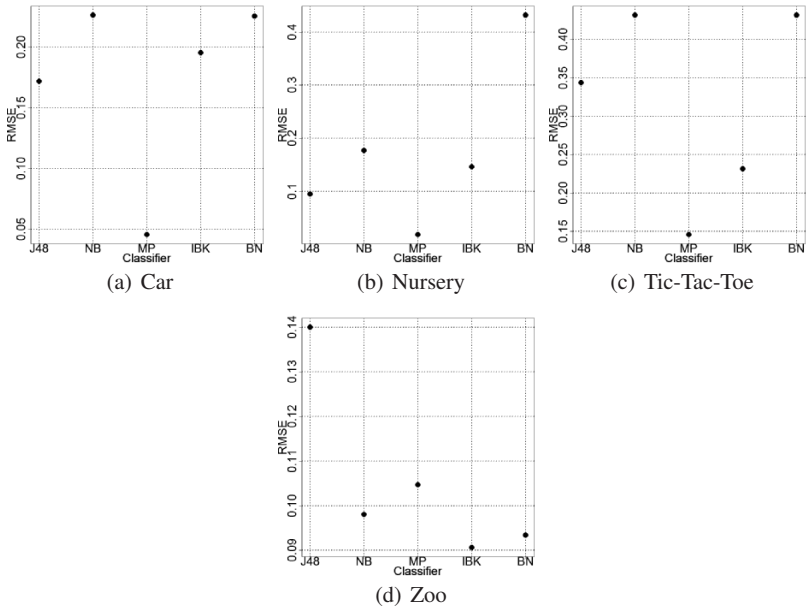 RMSE
0.20
0.15
0.10
0.05
J48 NB MP IBK BN
Classifier
(a) Car
RMSE
0.4
0.3
0.2
0.1
J48 NB MP IBK BN
Classifier
(b) Nursery
RMSE
0.40
0.35
0.30
0.25
0.20
0.15
J48 NB MP IBK BN
Classifier
(c) Tic-Tac-Toe
RMSE
0.14
0.13
0.12
0.11
0.10
0.09
J48 NB MP IBK BN
Classifier
(d) Zoo